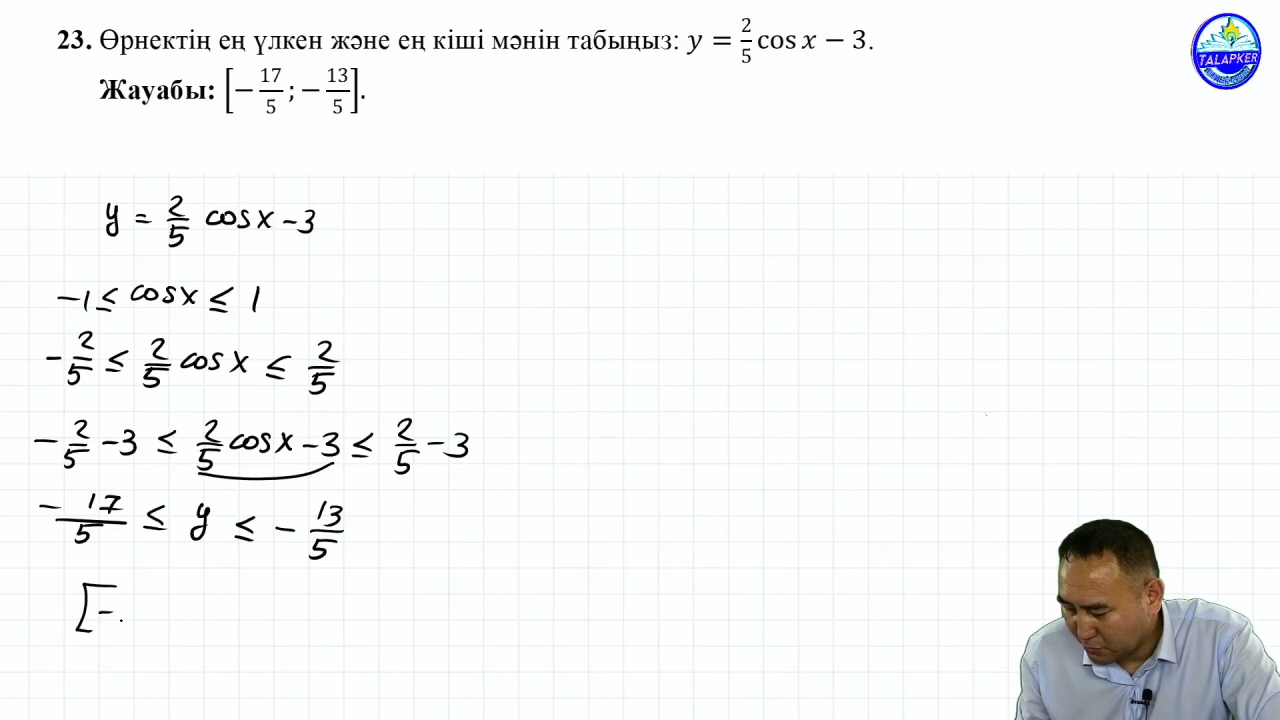 23. Өрнектің ең үлкен және ең кіші мәнін табыңыз: y = 2/5 cos x − 3.
Жауабы: [−17/5; −13/5].
TALAPKER
y = 2/5 cos x − 3
−1 ≤ cos x ≤ 1
−2/5 ≤ 2/5 cos x ≤ 2/5
−2/5 − 3 ≤ 2/5 cos x − 3 ≤ 2/5 − 3
−17/5 ≤ y ≤ −13/5
[−